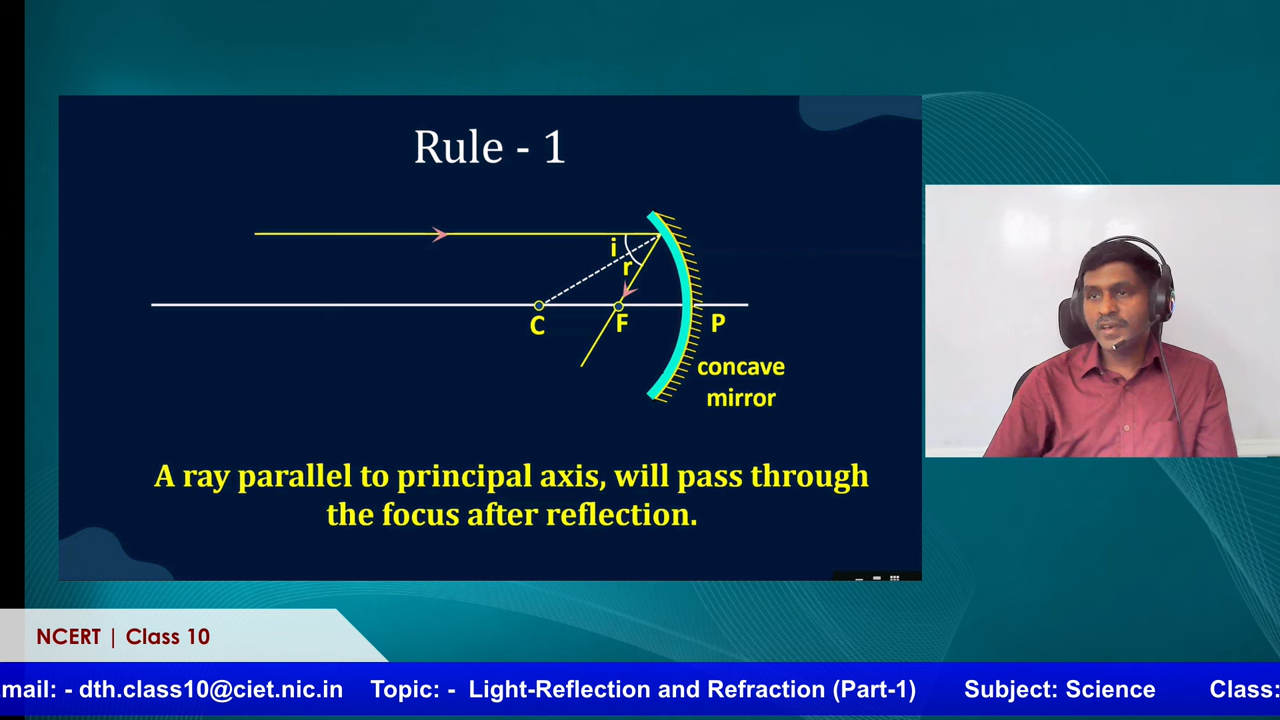 Rule - 1
i
r
C
F
P
concave
mirror
A ray parallel to principal axis, will pass through
the focus after reflection.
NCERT | Class 10
mail: - dth.class10@ciet.nic.in Topic: - Light-Reflection and Refraction (Part-1) Subject: Science Class: